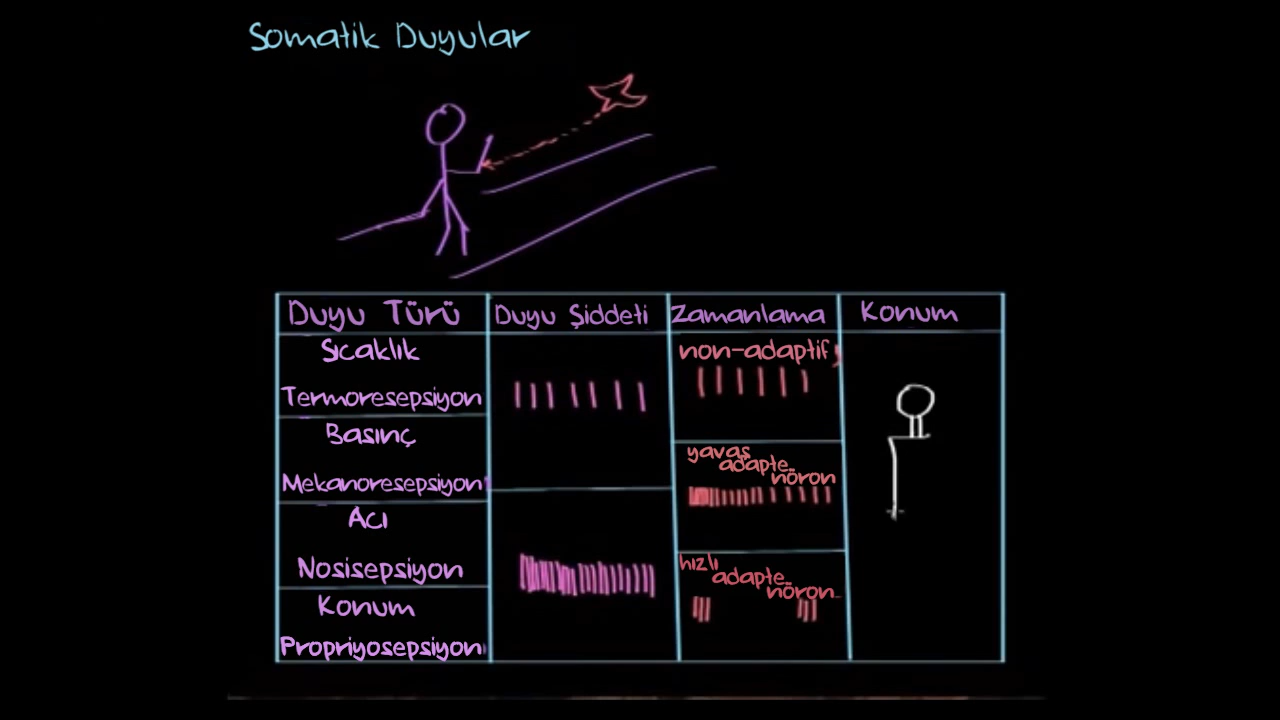 Somatik Duyular
Duyu Türü
Duyu Şiddeti
Zamanlama
Konum
Sıcaklık
Termoresepsiyon
Basınç
Mekanoresepsiyon
Acı
Nosisepsiyon
Konum
Propriyosepsiyon
non-adaptif
yavaş
adapte
nöron
hızlı
adapte
nöron